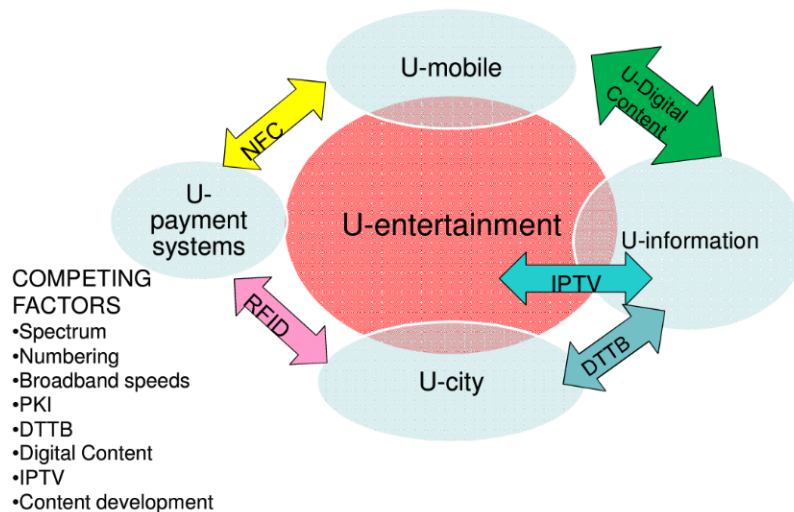 U-mobile
U-Digital
Content
NFC
U-
payment
systems
U-entertainment
U-information
IPTV
RFID
DTTB
U-city
COMPETING
FACTORS
•Spectrum
•Numbering
•Broadband speeds
•PKI
•DTTB
•Digital Content
•IPTV
•Content development